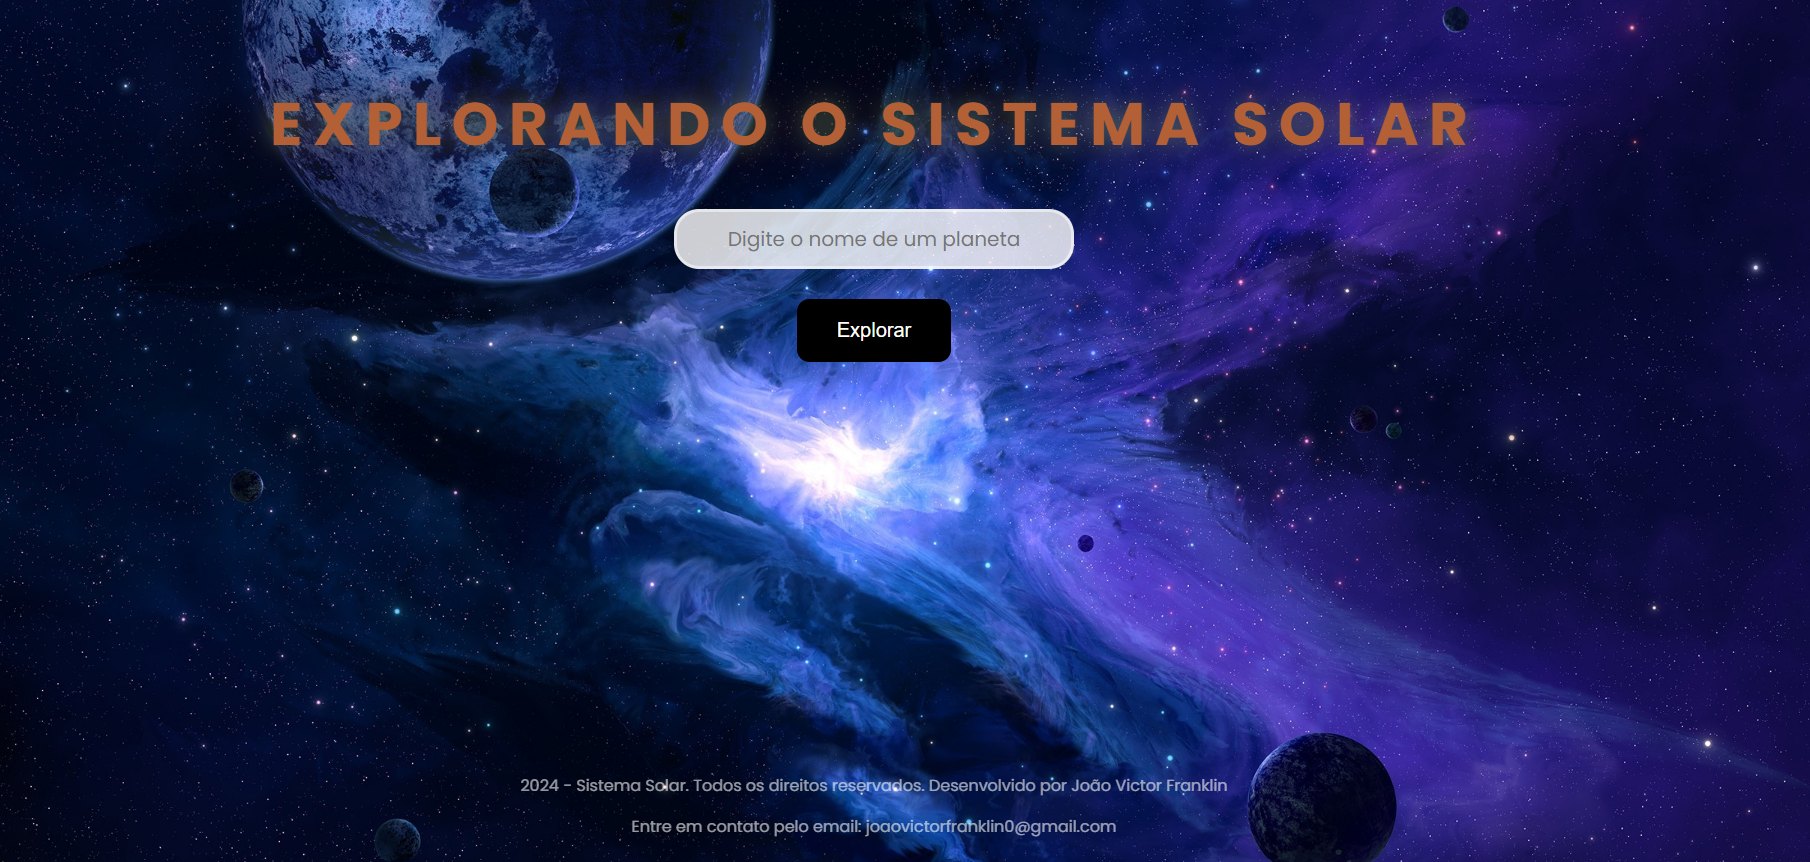 EXPLORANDO O SISTEMA SOLAR
Digite o nome de um planeta
Explorar
2024 - Sistema Solar. Todos os direitos reservados. Desenvolvido por João Victor Franklin
Entre em contato pelo email: joaovictorfranklin0@gmail.com